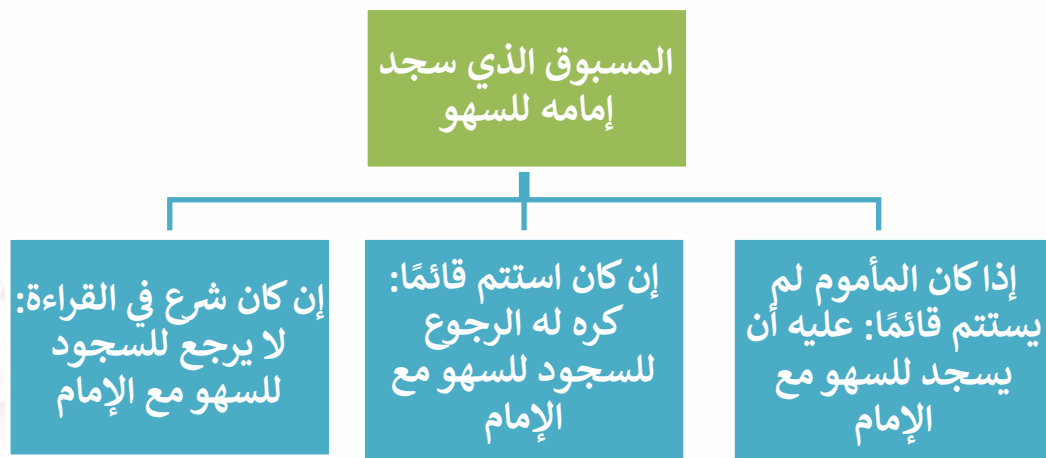 المسبوق الذي سجد
إمامه للسهو
إذا كان المأموم لم
يستتم قائمًا: عليه أن
يسجد للسهو مع
الإمام
إن كان استتم قائمًا:
كره له الرجوع
للسجود للسهو مع
الإمام
إن كان شرع في القراءة:
لا يرجع للسجود
للسهو مع الإمام